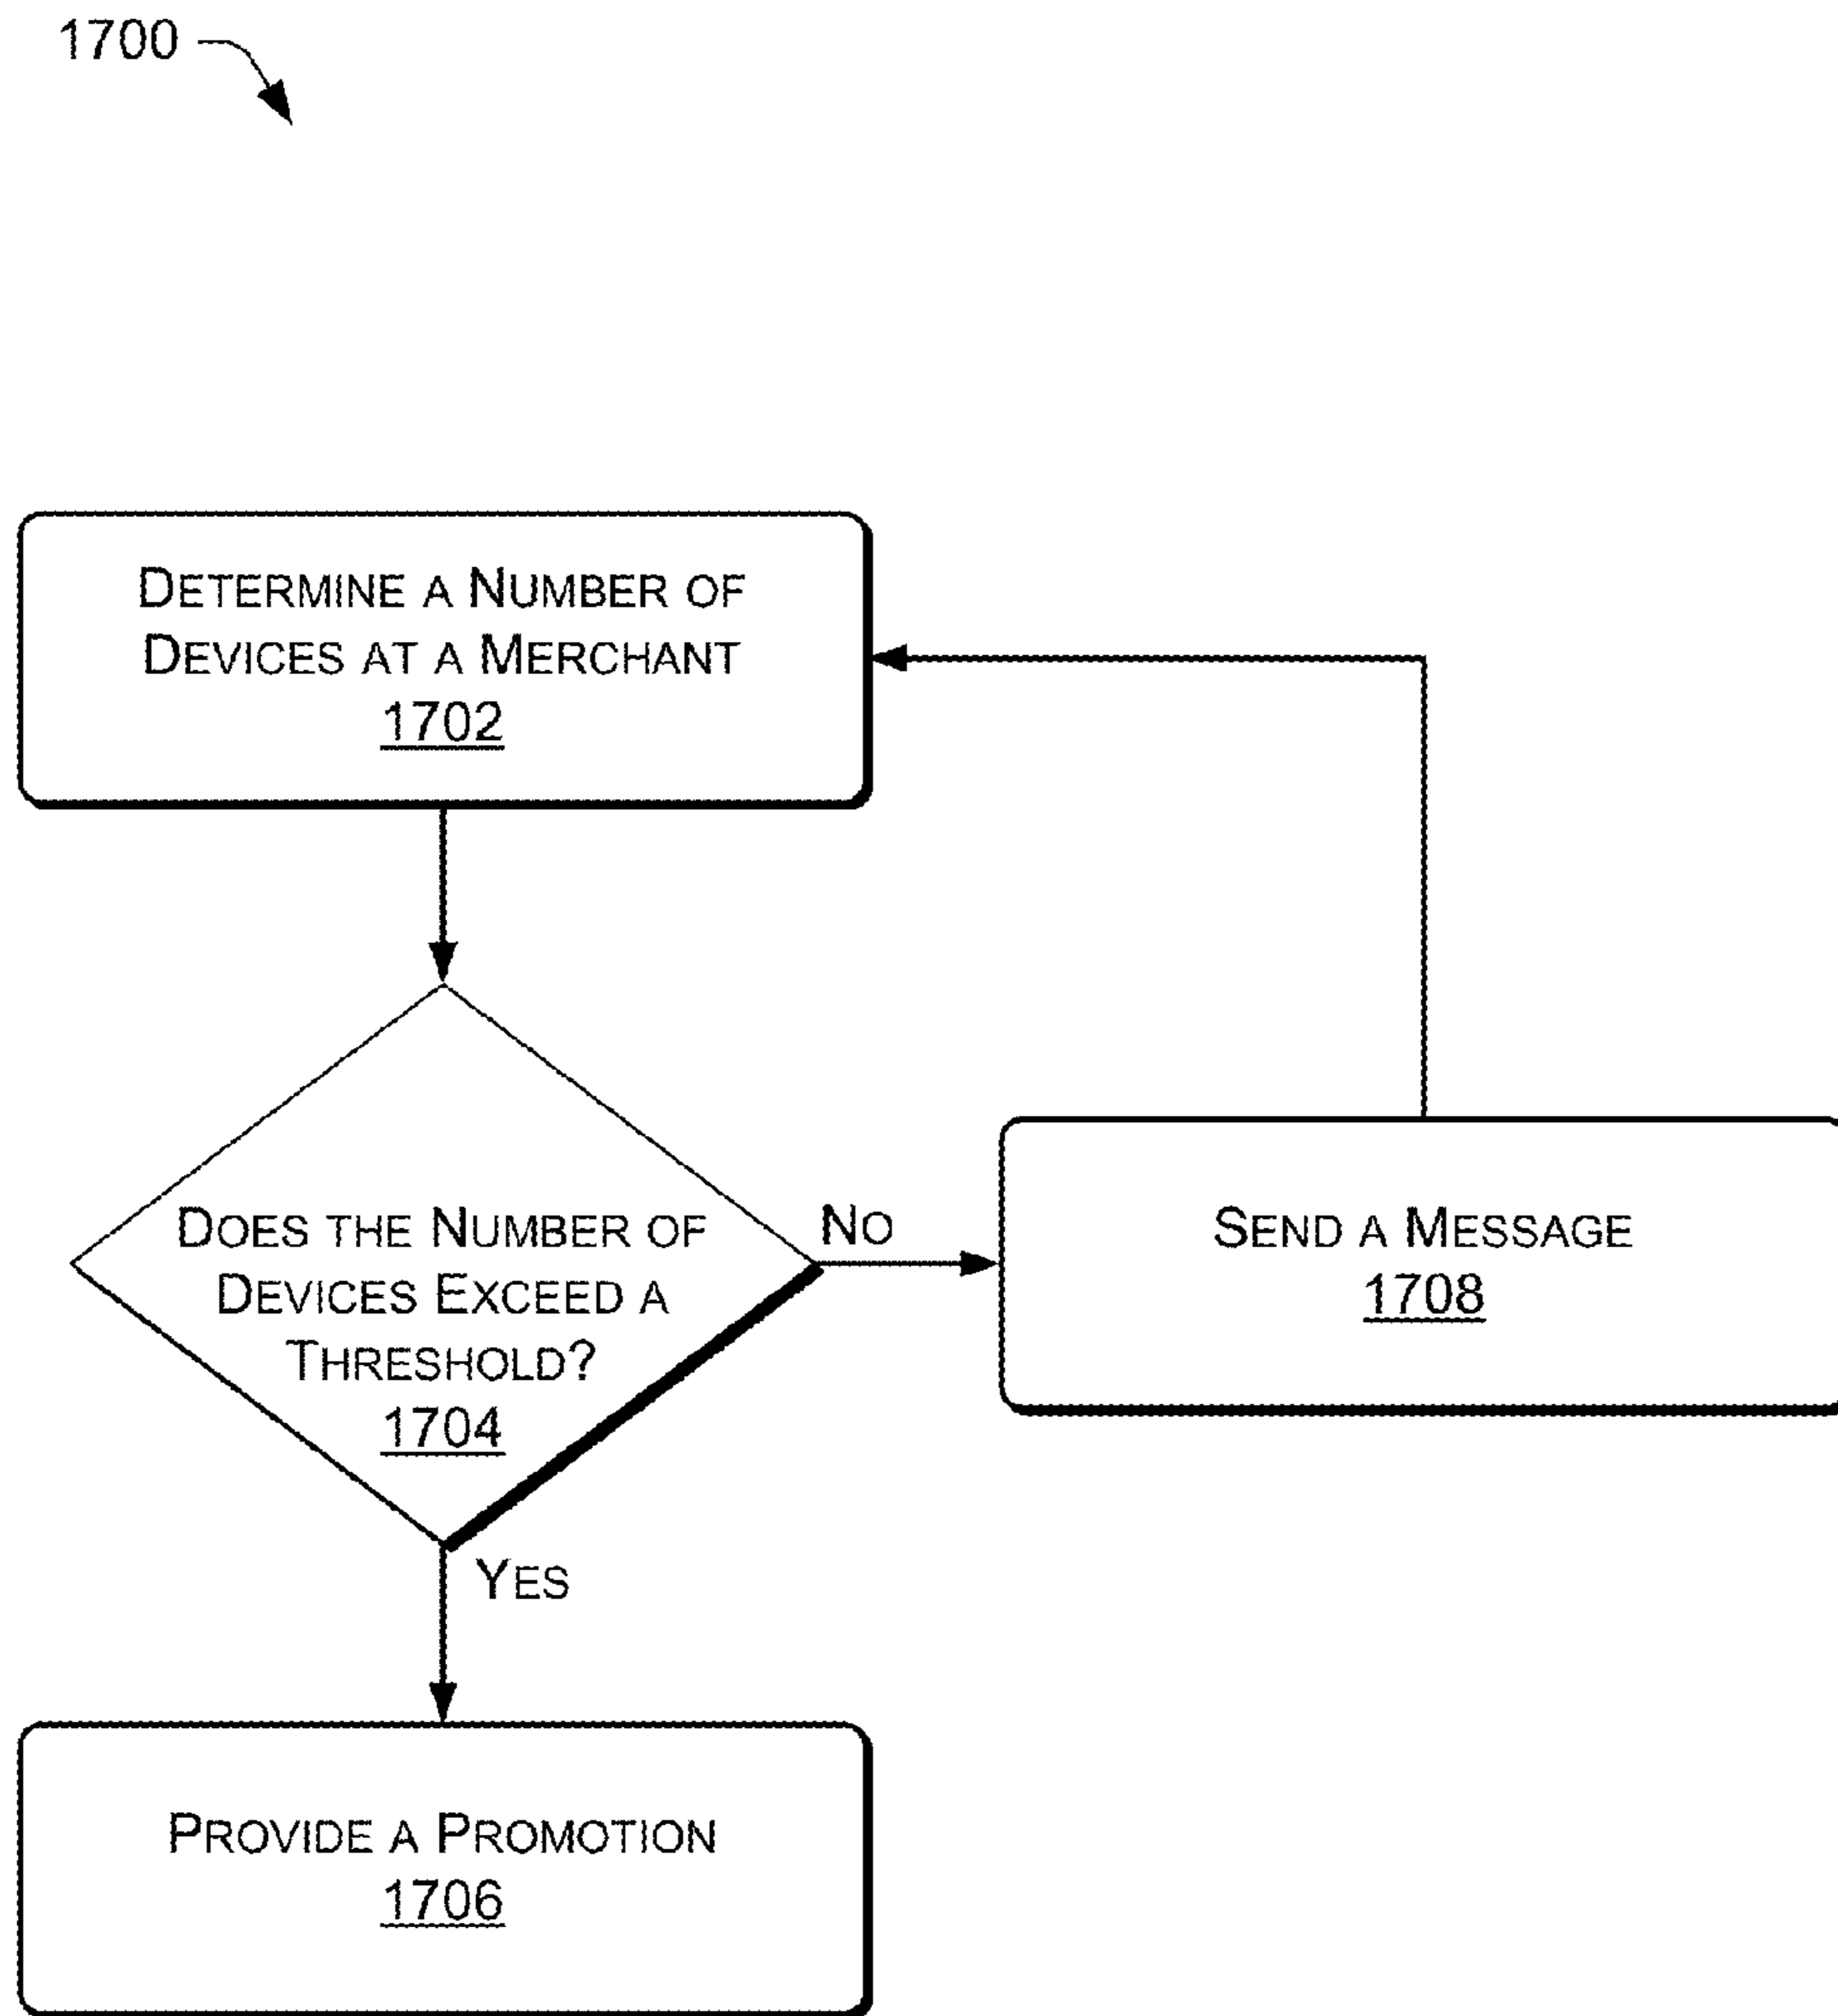 1700
DETERMINE A NUMBER OF
DEVICES AT A MERCHANT
1702
DOES THE NUMBER OF
DEVICES EXCEED A
THRESHOLD?
1704
NO
SEND A MESSAGE
1708
YES
PROVIDE A PROMOTION
1706